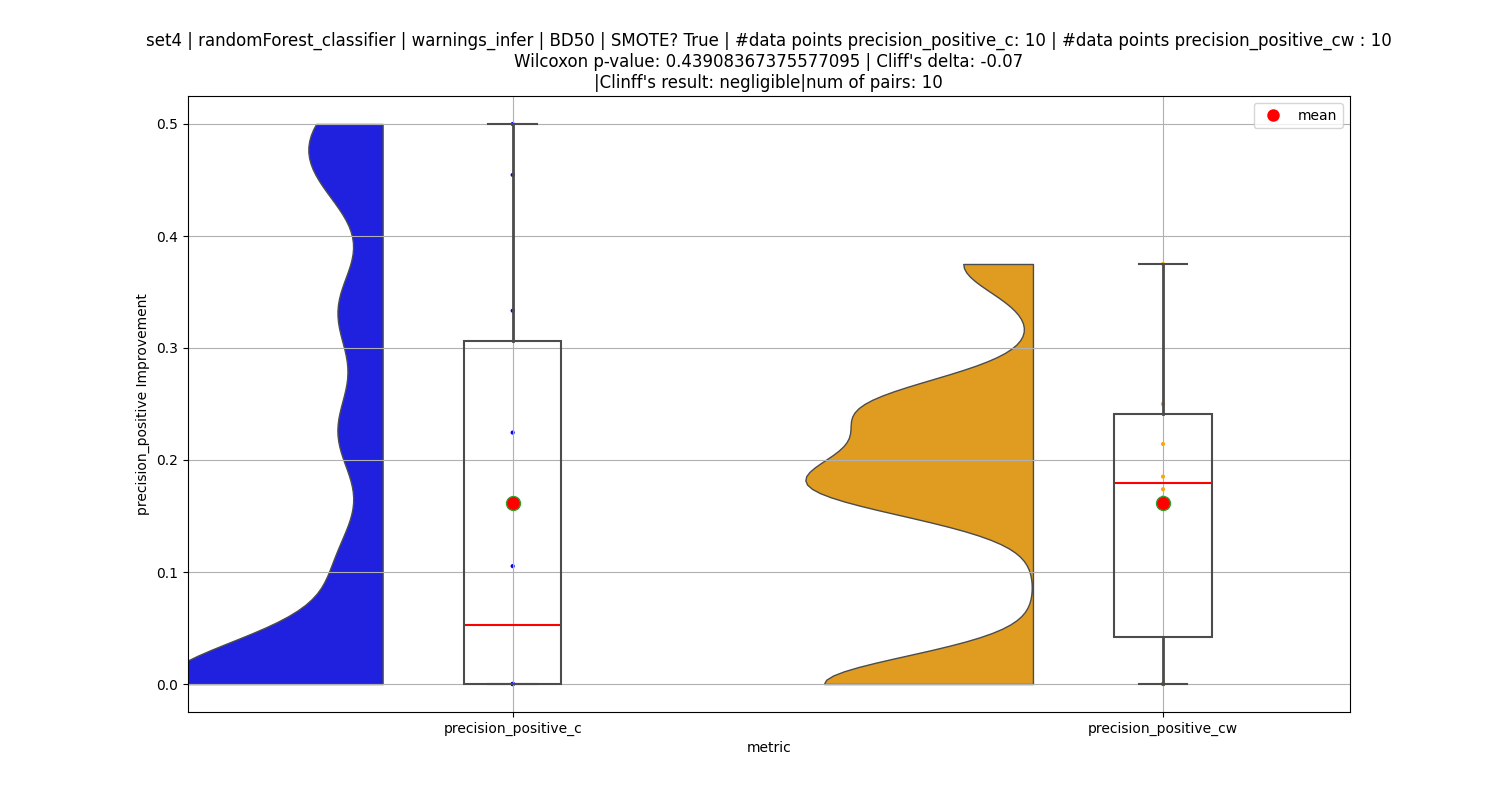 set4 | randomForest_classifier | warnings_infer | BD50 | SMOTE? True | #data points precision_positive_c: 10 | #data points precision_positive_cw : 10
Wilcoxon p-value: 0.43908367375577095 | Cliff's delta: -0.07
|Clinff's result: negligible|num of pairs: 10
mean
0.5
0.4
0.3
0.2
0.1
0.0
precision_positive Improvement
precision_positive_c
precision_positive_cw
metric